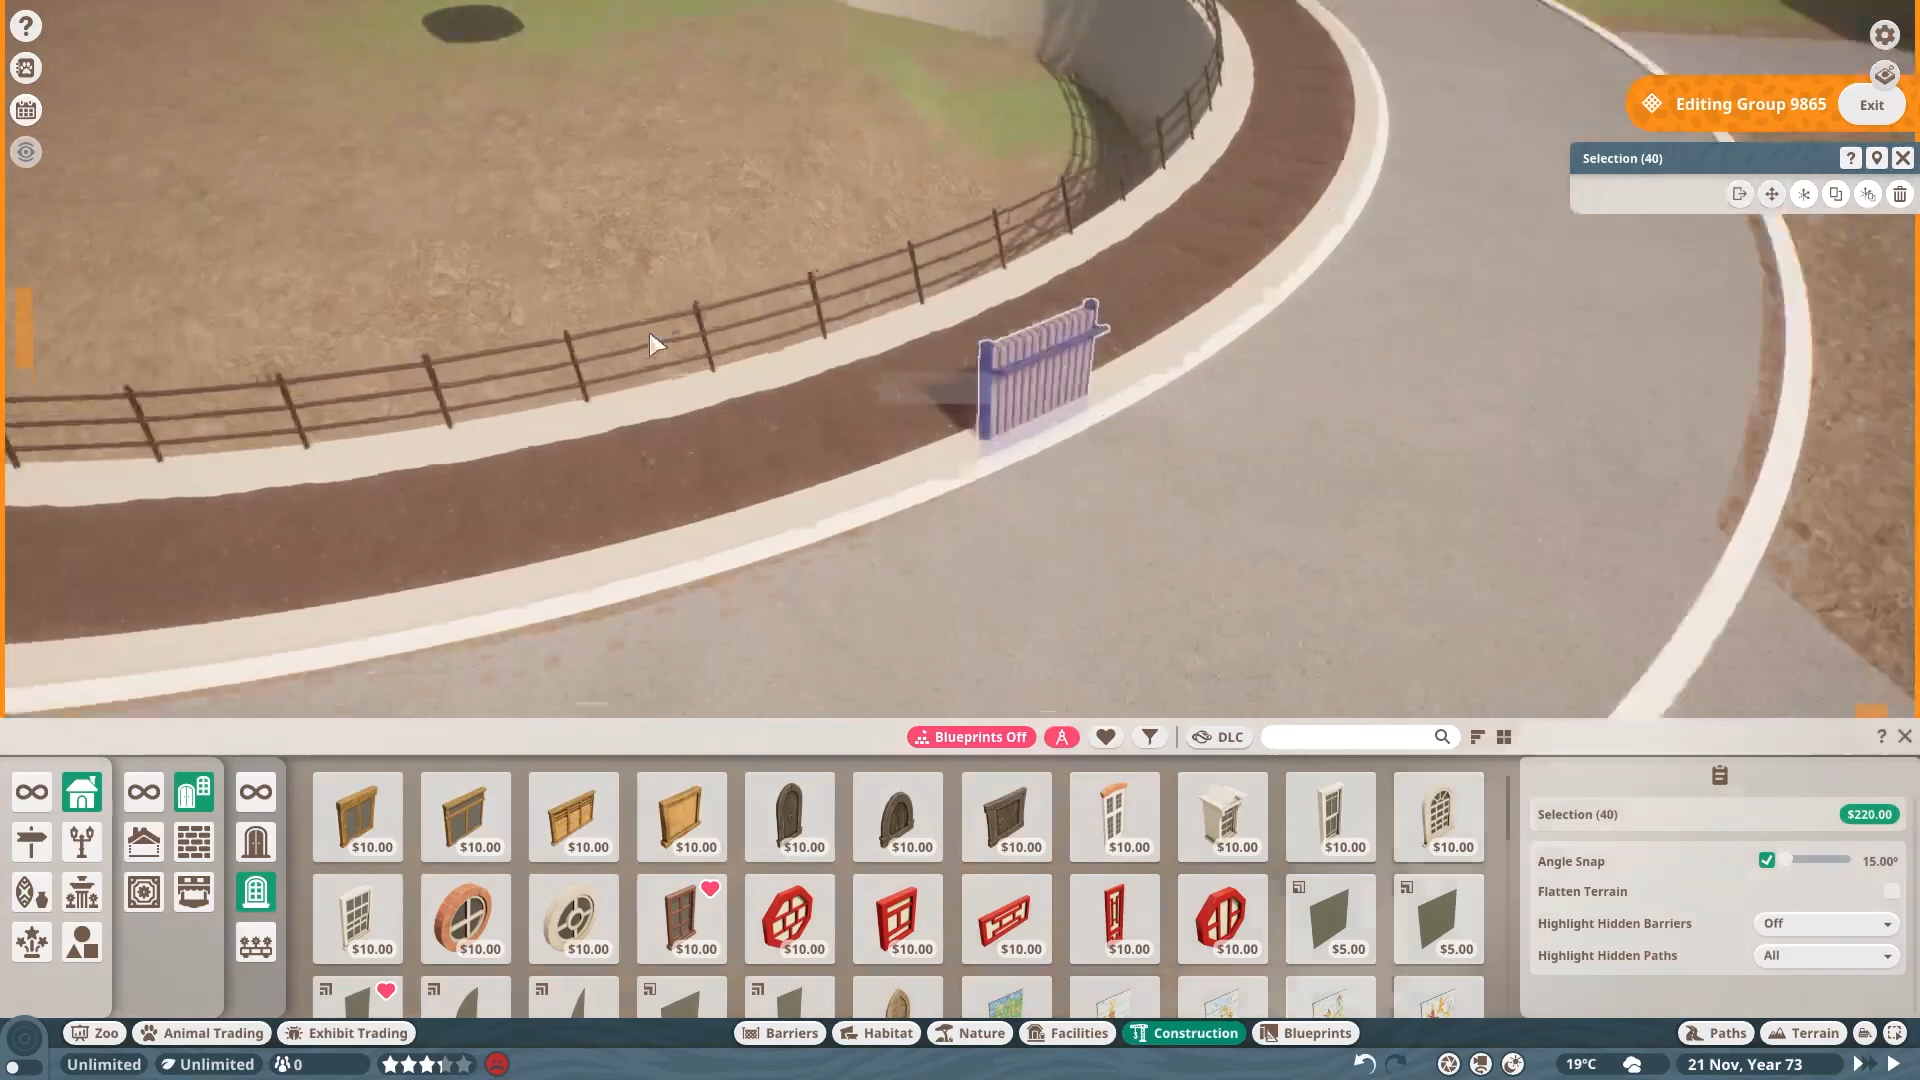 Editing Group 9865
Exit
Selection (40)
Blueprints Off
DLC
$10.00 $10.00 $10.00 $10.00 $10.00 $10.00 $10.00 $10.00 $10.00 $10.00 $10.00
$10.00 $10.00 $10.00 $10.00 $10.00 $10.00 $10.00 $10.00 $10.00 $5.00 $5.00
Selection (40) $220.00
Angle Snap 15.00°
Flatten Terrain
Highlight Hidden Barriers Off
Highlight Hidden Paths All
Zoo Animal Trading Exhibit Trading Barriers Habitat Nature Facilities Construction Blueprints Paths Terrain
Unlimited Unlimited 0 19°C 21 Nov, Year 73